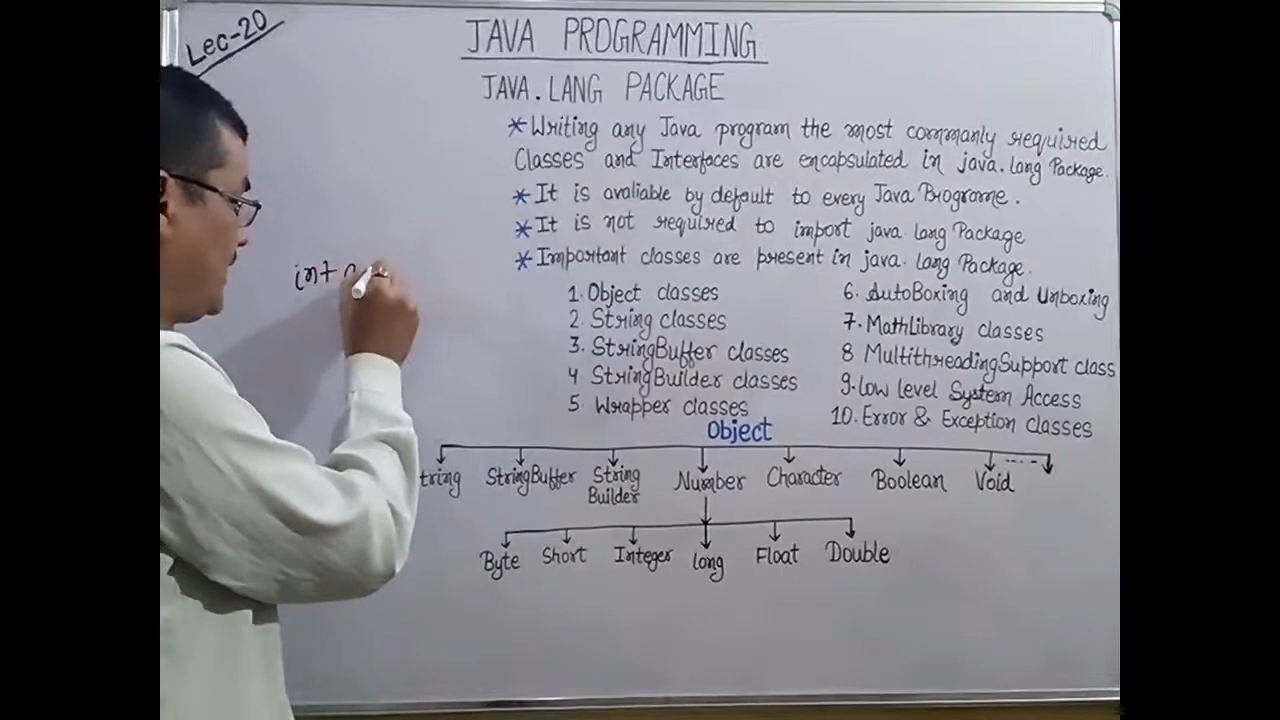 Lec-20
JAVA PROGRAMMING
JAVA.LANG PACKAGE
* Writing any Java program the most commanly required
Classes and Interfaces are encapsulated in java.lang Package.
* It is avaliable by default to every Java Programe.
* It is not required to import java lang Package
* Important classes are present in java.lang Package.
1. Object classes
2. String classes
3. StringBuffer classes
4 StringBuilder classes
5. Wrapper classes
6. AutoBoxing and Unboxing
7. MathLibrary classes
8 MultithreadingSupport class
9. Low level System Access
10. Error & Exception classes
int
Object
tring StringBuffer String Builder Number Character Boolean Void
Byte Short Integer long Float Double